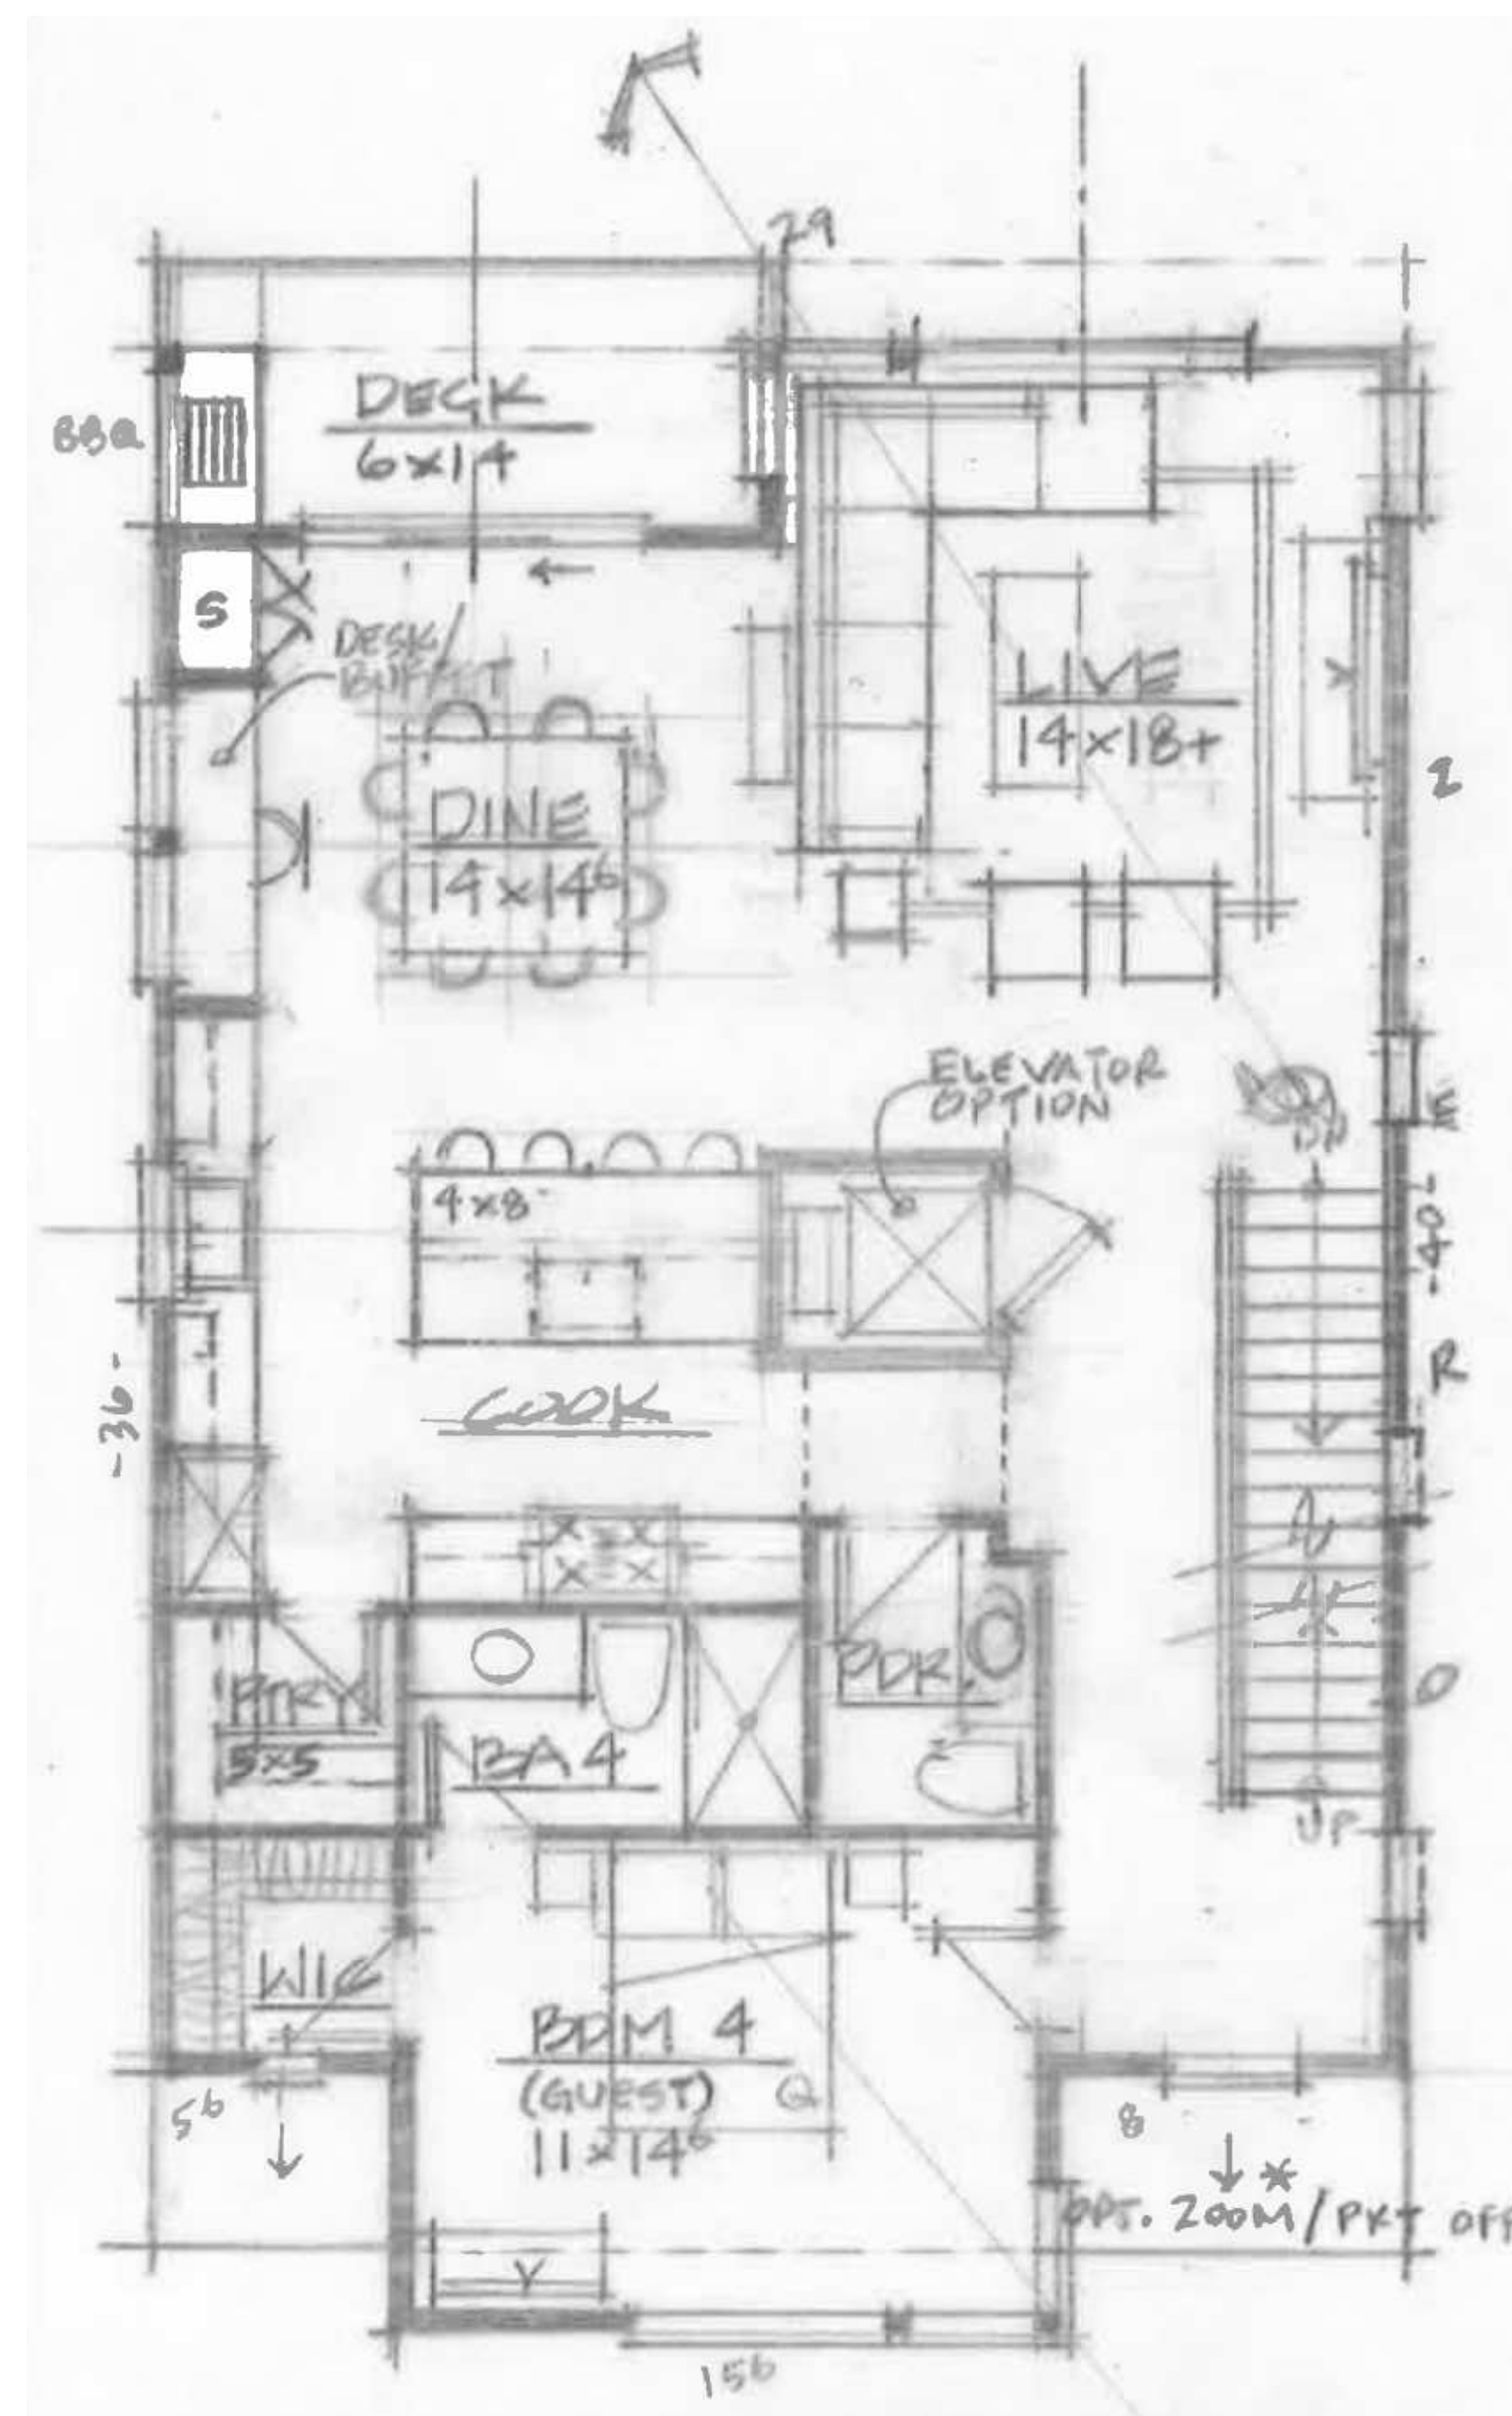 29
DECK
6x14
BBQ
S
DESK/
BUFFET
LIVE
14x18+
DINE
14x14⁶
2
E
R
O
ELEVATOR
OPTION
DN
4x8
-40-
-36-
COOK
PDR.
PTRY
5x5
BA4
UP
WIC
BDM 4
(GUEST)
Q
11x14⁶
5⁶
8
*
OPT. ZOOM/PKT OFF
15⁶